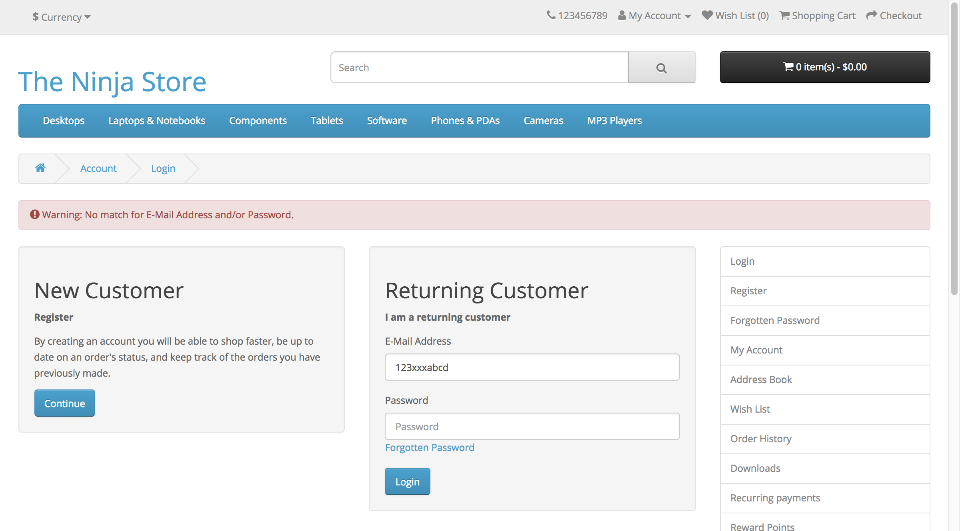 $ Currency
123456789 My Account Wish List (0) Shopping Cart Checkout
The Ninja Store
Search
0 item(s) - $0.00
Desktops Laptops & Notebooks Components Tablets Software Phones & PDAs Cameras MP3 Players
Account Login
Warning: No match for E-Mail Address and/or Password.
New Customer
Register
By creating an account you will be able to shop faster, be up
to date on an order's status, and keep track of the orders you have
previously made.
Continue
Returning Customer
I am a returning customer
E-Mail Address
123xxxabcd
Password
Password
Forgotten Password
Login
Login
Register
Forgotten Password
My Account
Address Book
Wish List
Order History
Downloads
Recurring payments
Reward Points